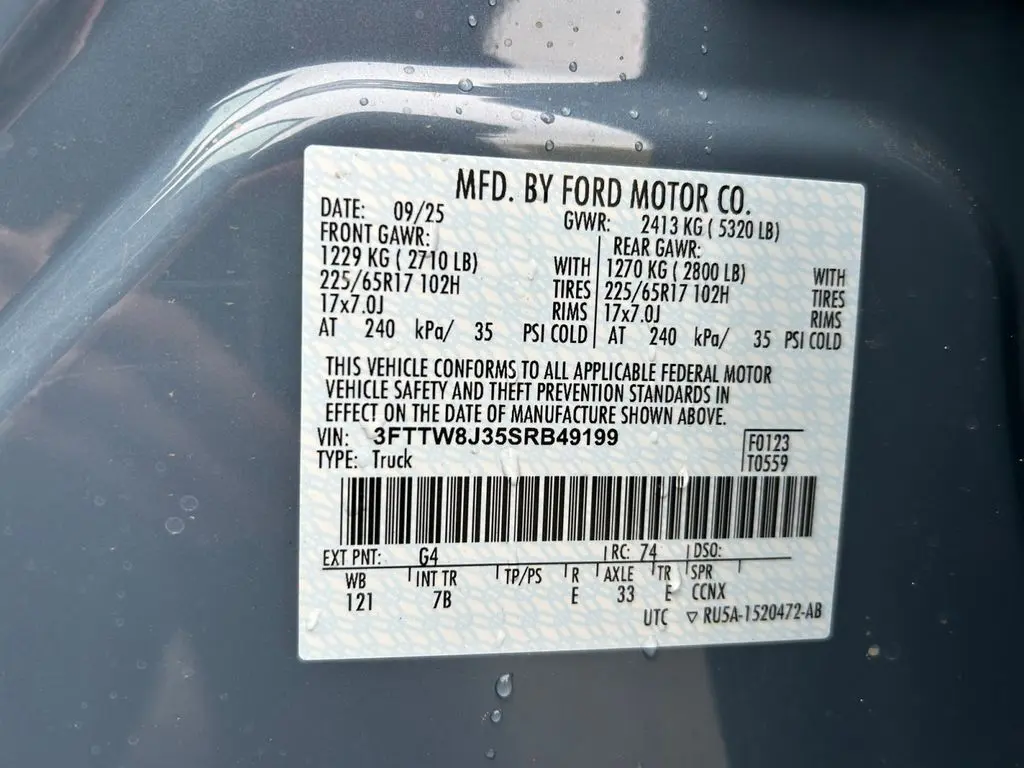 MFD. BY FORD MOTOR CO.
DATE: 09/25 GVWR: 2413 KG ( 5320 LB)
FRONT GAWR: REAR GAWR:
1229 KG ( 2710 LB) WITH 1270 KG ( 2800 LB) WITH
225/65R17 102H TIRES 225/65R17 102H TIRES
17x7.0J RIMS 17x7.0J RIMS
AT 240 kPa/ 35 PSI COLD AT 240 kPa/ 35 PSI COLD
THIS VEHICLE CONFORMS TO ALL APPLICABLE FEDERAL MOTOR
VEHICLE SAFETY AND THEFT PREVENTION STANDARDS IN
EFFECT ON THE DATE OF MANUFACTURE SHOWN ABOVE.
VIN: 3FTTW8J35SRB49199 F0123
TYPE: Truck T0559
EXT PNT: G4 RC: 74 DSO:
WB INT TR TP/PS R AXLE TR SPR
121 7B E 33 E CCNX
UTC ▽ RU5A-1520472-AB